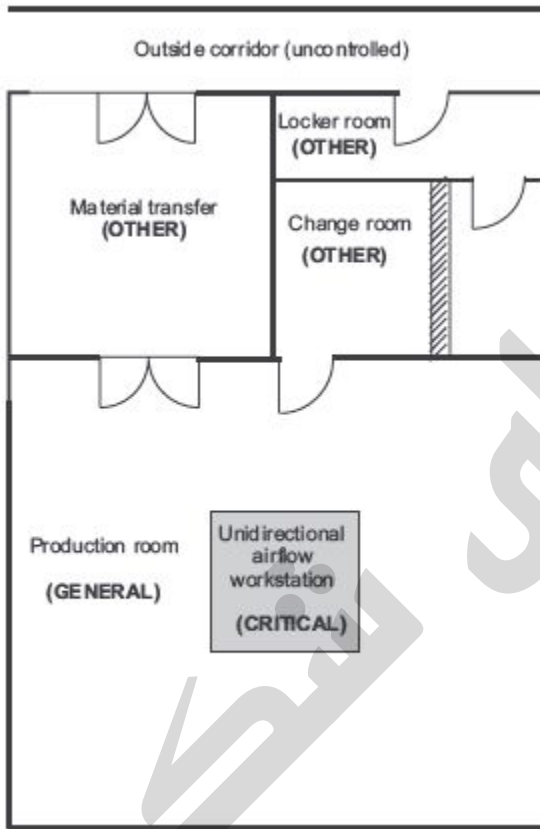 Outside corridor (uncontrolled)
Locker room
(OTHER)
Material transfer
(OTHER)
Change room
(OTHER)
Production room
(GENERAL)
Unidirectional
airflow
workstation
(CRITICAL)